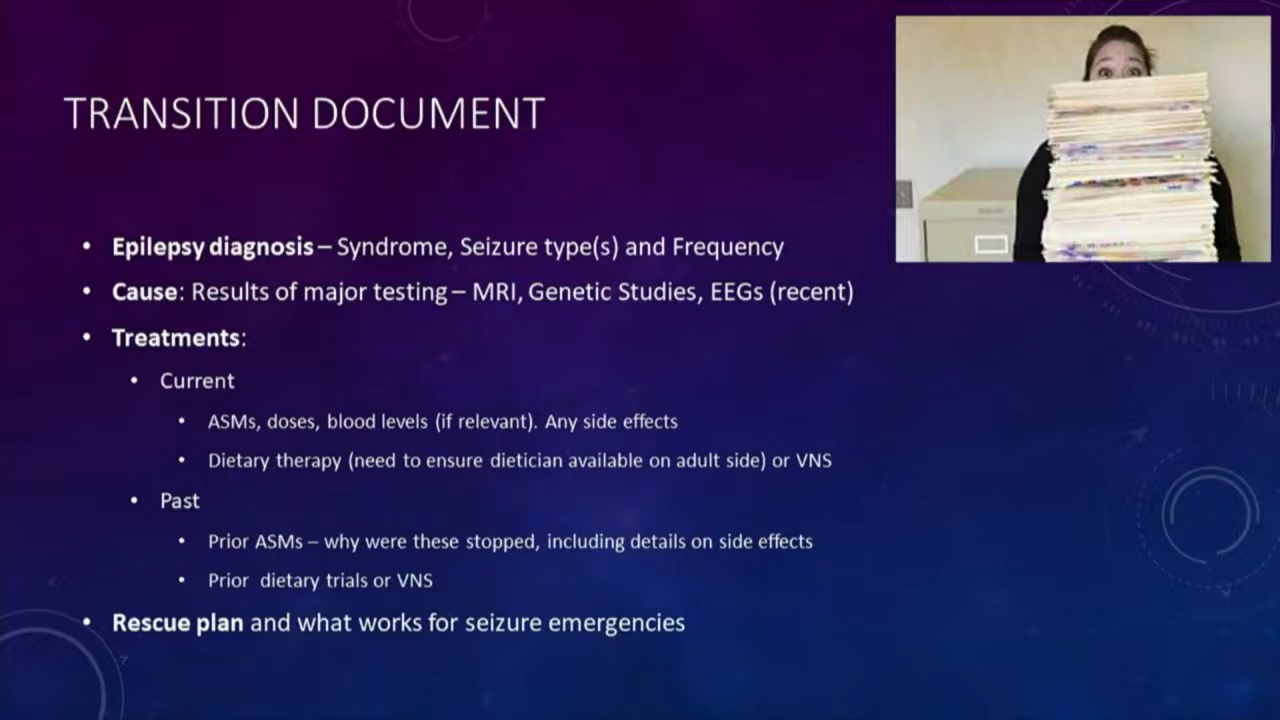 TRANSITION DOCUMENT
• Epilepsy diagnosis – Syndrome, Seizure type(s) and Frequency
• Cause: Results of major testing – MRI, Genetic Studies, EEGs (recent)
• Treatments:
• Current
• ASMs, doses, blood levels (if relevant). Any side effects
• Dietary therapy (need to ensure dietician available on adult side) or VNS
• Past
• Prior ASMs – why were these stopped, including details on side effects
• Prior dietary trials or VNS
• Rescue plan and what works for seizure emergencies